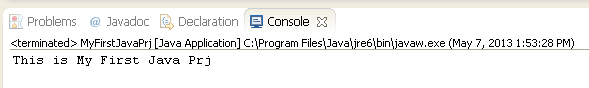 Problems @ Javadoc Declaration Console
<terminated> MyFirstJavaPrj [Java Application] C:\Program Files\Java\jre6\bin\javaw.exe (May 7, 2013 1:53:28 PM)
This is My First Java Prj